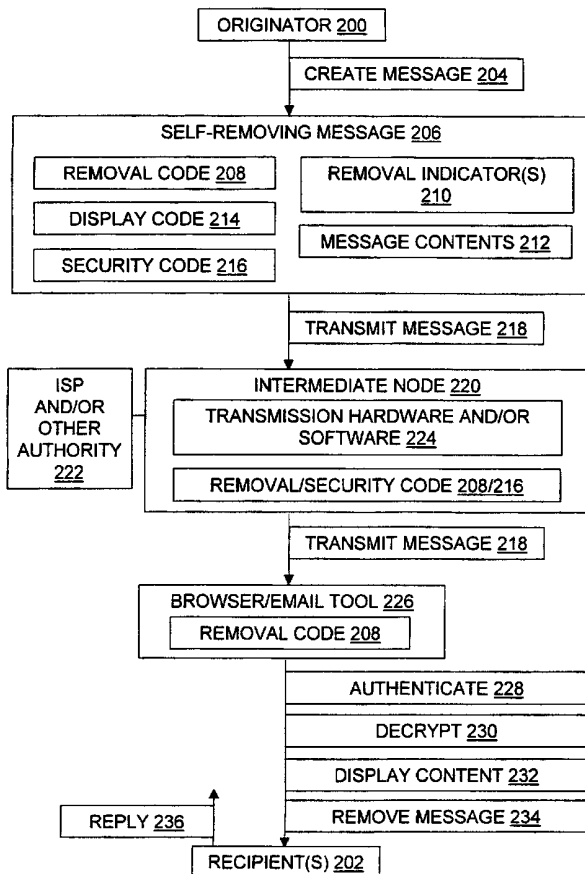 ORIGINATOR 200
CREATE MESSAGE 204
SELF-REMOVING MESSAGE 206
REMOVAL CODE 208
REMOVAL INDICATOR(S)
210
DISPLAY CODE 214
MESSAGE CONTENTS 212
SECURITY CODE 216
TRANSMIT MESSAGE 218
ISP
AND/OR
OTHER
AUTHORITY
222
INTERMEDIATE NODE 220
TRANSMISSION HARDWARE AND/OR
SOFTWARE 224
REMOVAL/SECURITY CODE 208/216
TRANSMIT MESSAGE 218
BROWSER/EMAIL TOOL 226
REMOVAL CODE 208
AUTHENTICATE 228
DECRYPT 230
DISPLAY CONTENT 232
REMOVE MESSAGE 234
REPLY 236
RECIPIENT(S) 202